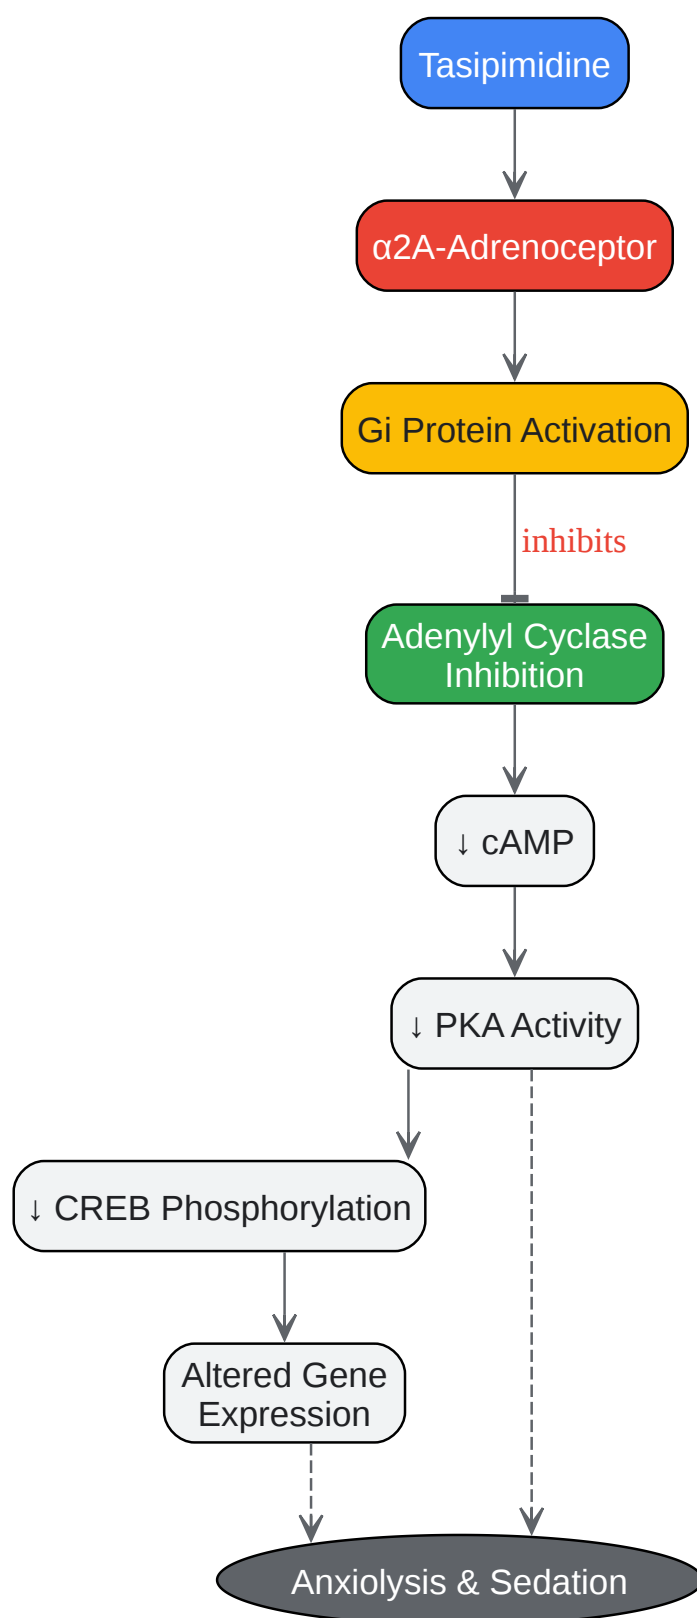 Tasipimidine
α2A-Adrenoceptor
Gi Protein Activation
inhibits
Adenylyl Cyclase
Inhibition
↓ cAMP
↓ PKA Activity
↓ CREB Phosphorylation
Altered Gene
Expression
Anxiolysis & Sedation